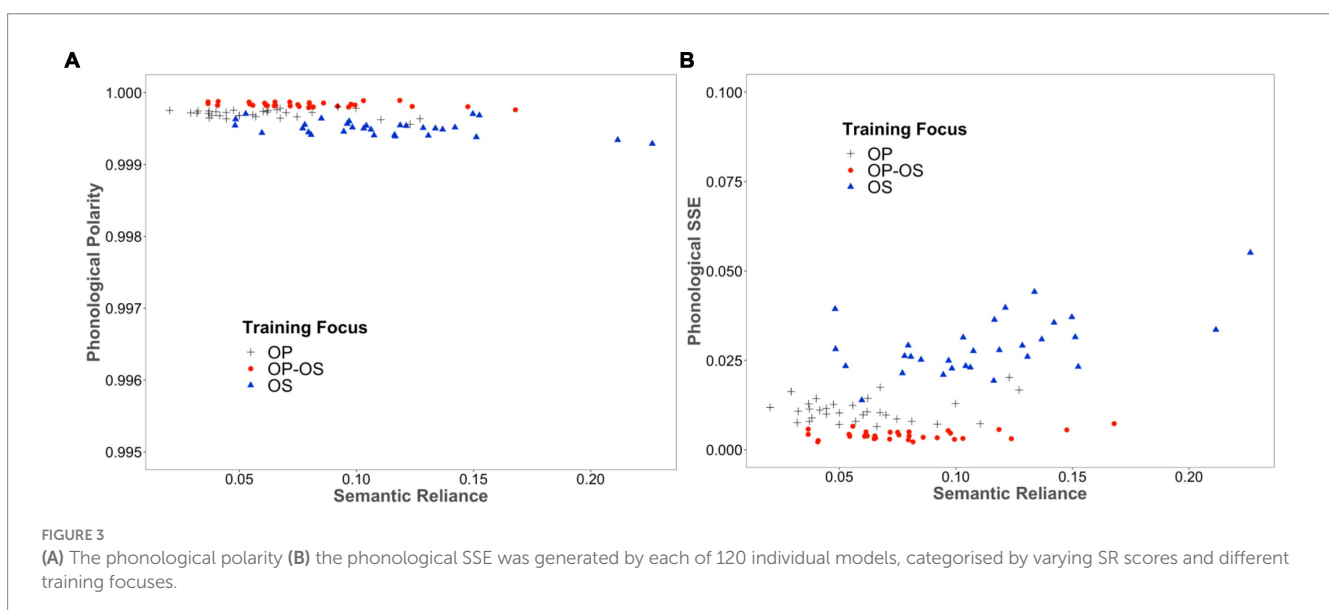 A
1.000
0.999
0.998
0.997
0.996
0.995
Phonological Polarity
Training Focus
OP
OP-OS
OS
0.05
0.10
0.15
0.20
Semantic Reliance
B
0.100
0.075
0.050
0.025
0.000
Phonological SSE
Training Focus
OP
OP-OS
OS
0.05
0.10
0.15
0.20
Semantic Reliance
FIGURE 3
(A) The phonological polarity (B) the phonological SSE was generated by each of 120 individual models, categorised by varying SR scores and different
training focuses.